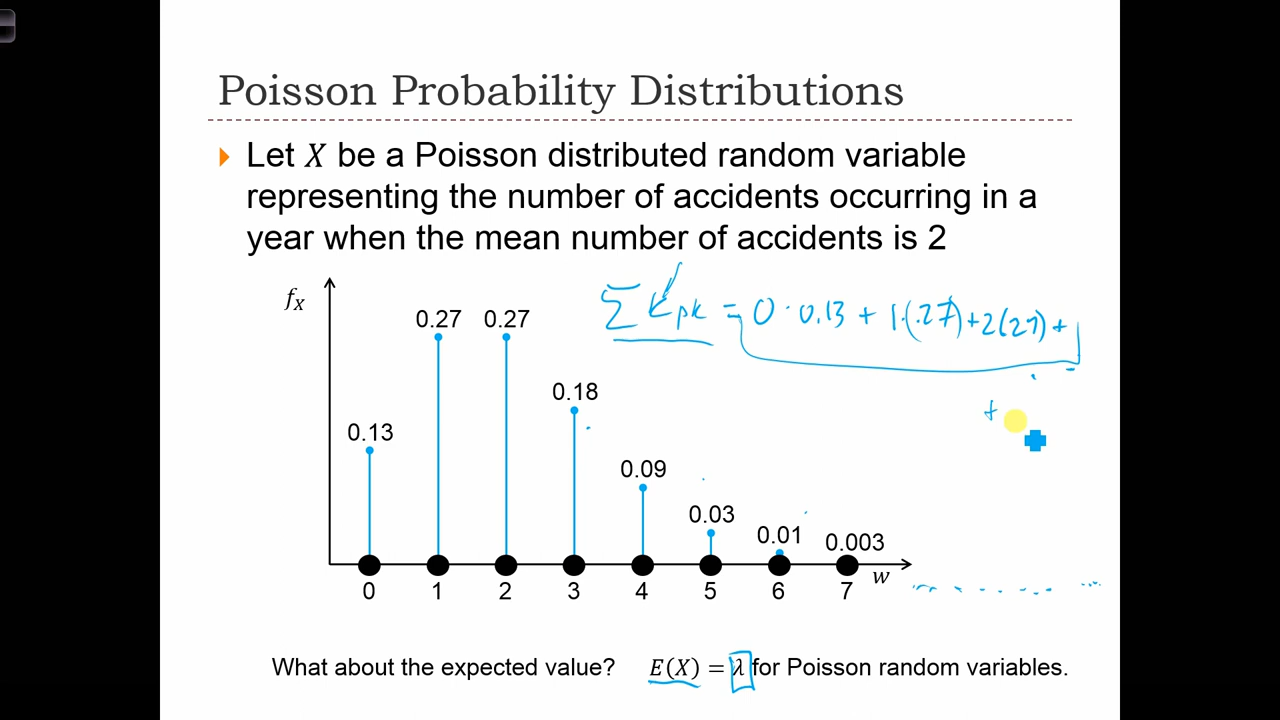 Poisson Probability Distributions
Let X be a Poisson distributed random variable
representing the number of accidents occurring in a
year when the mean number of accidents is 2
f_X
Σ k pk = 0 · 0.13 + 1·(.27) + 2(27) +
+
0.27 0.27
0.18
0.13
0.09
0.03
0.01 0.003
0 1 2 3 4 5 6 7 w
What about the expected value? E(X) = λ for Poisson random variables.